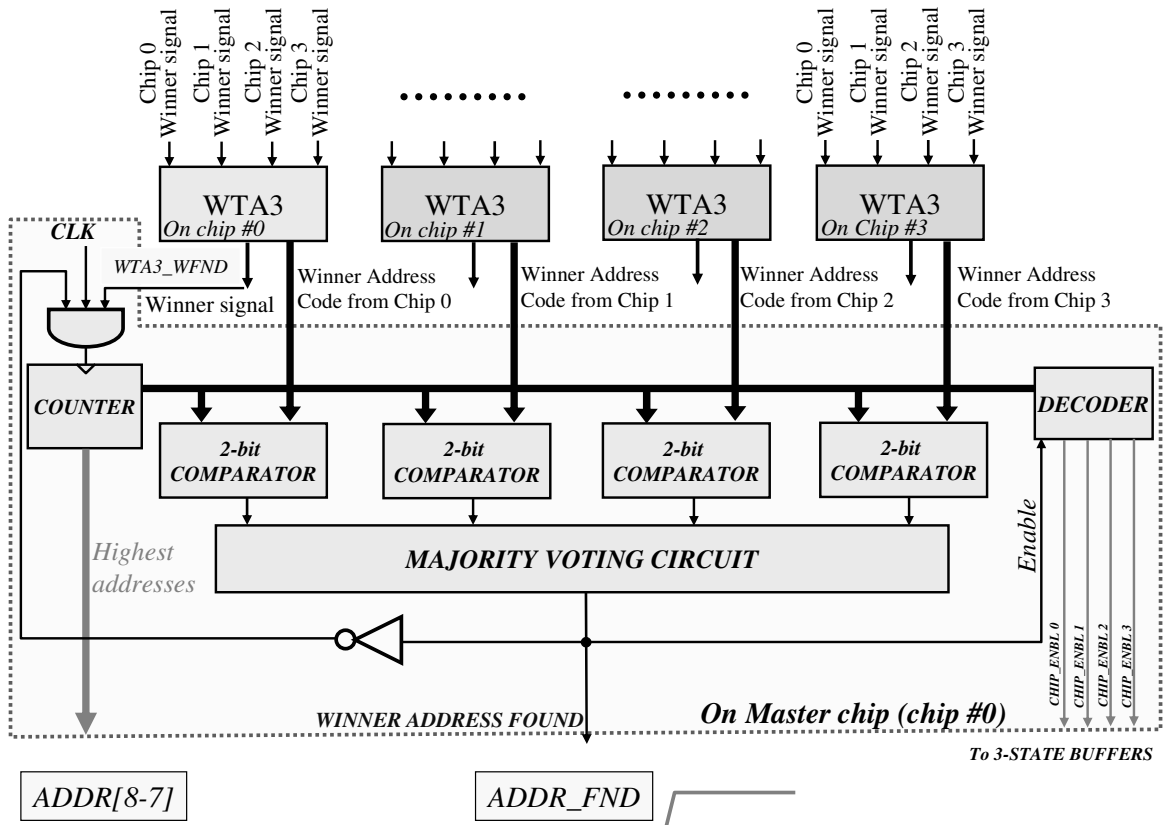 Chip 0
Winner signal
Chip 1
Winner signal
Chip 2
Winner signal
Chip 3
Winner signal
Chip 0
Winner signal
Chip 1
Winner signal
Chip 2
Winner signal
Chip 3
Winner signal
WTA3
On chip #0
WTA3
On chip #1
WTA3
On chip #2
WTA3
On Chip #3
CLK
WTA3_WFND
Winner signal
Winner Address
Code from Chip 0
Winner Address
Code from Chip 1
Winner Address
Code from Chip 2
Winner Address
Code from Chip 3
COUNTER
DECODER
2-bit
COMPARATOR
2-bit
COMPARATOR
2-bit
COMPARATOR
2-bit
COMPARATOR
MAJORITY VOTING CIRCUIT
Highest
addresses
Enable
CHIP_ENBL 0
CHIP_ENBL 1
CHIP_ENBL 2
CHIP_ENBL 3
WINNER ADDRESS FOUND
On Master chip (chip #0)
To 3-STATE BUFFERS
ADDR[8-7]
ADDR_FND